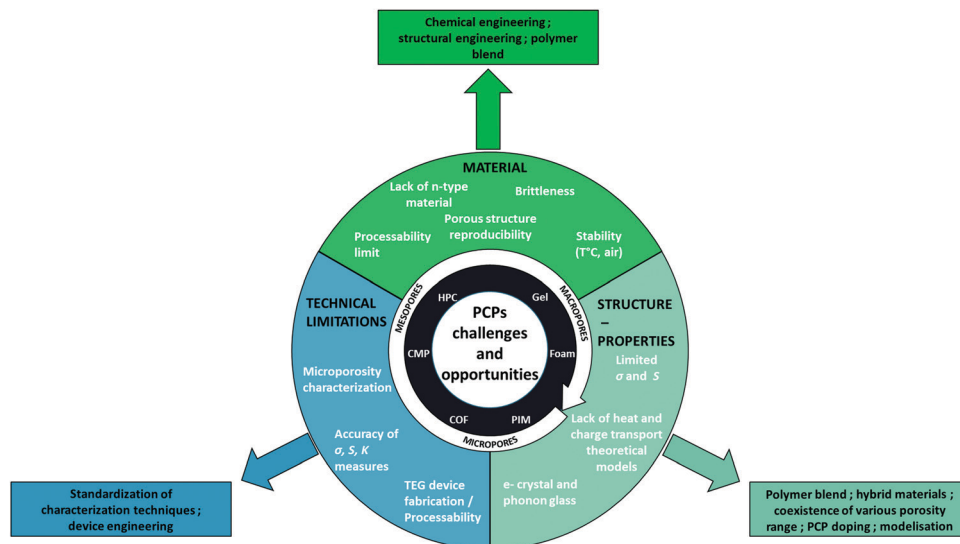 Chemical engineering ;
structural engineering ; polymer
blend
MATERIAL
Lack of n-type
material
Brittleness
Porous structure
reproducibility
Processability
limit
Stability
(T°C, air)
TECHNICAL
LIMITATIONS
Microporosity
characterization
Accuracy of
σ, S, K
measures
TEG device
fabrication /
Processability
STRUCTURE
–
PROPERTIES
Limited
σ and S
Lack of heat and
charge transport
theoretical
models
e- crystal and
phonon glass
MESOPORES
MACROPORES
MICROPORES
HPC
Gel
CMP
Foam
COF
PIM
PCPs
challenges
and
opportunities
Standardization of
characterization techniques ;
device engineering
Polymer blend ; hybrid materials ;
coexistence of various porosity
range ; PCP doping ; modelisation